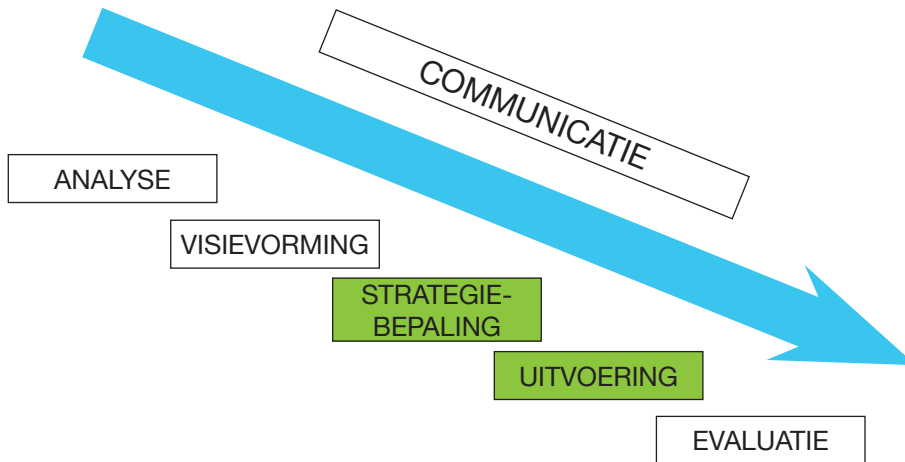 COMMUNICATIE
ANALYSE
VISIEVORMING
STRATEGIE-
BEPALING
UITVOERING
EVALUATIE